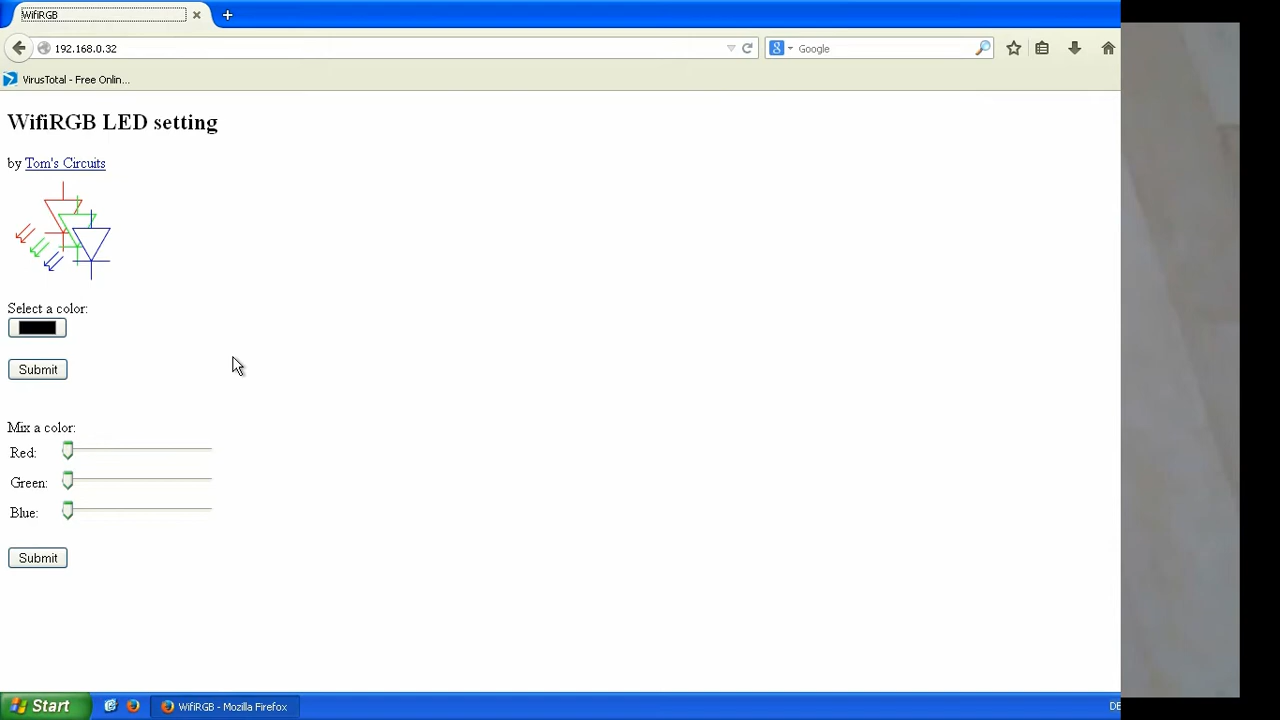 WifiRGB
192.168.0.32
Google
VirusTotal - Free Onlin...
WifiRGB LED setting
by Tom's Circuits
Select a color:
Submit
Mix a color:
Red:
Green:
Blue:
Submit
Start
WifiRGB - Mozilla Firefox
DE